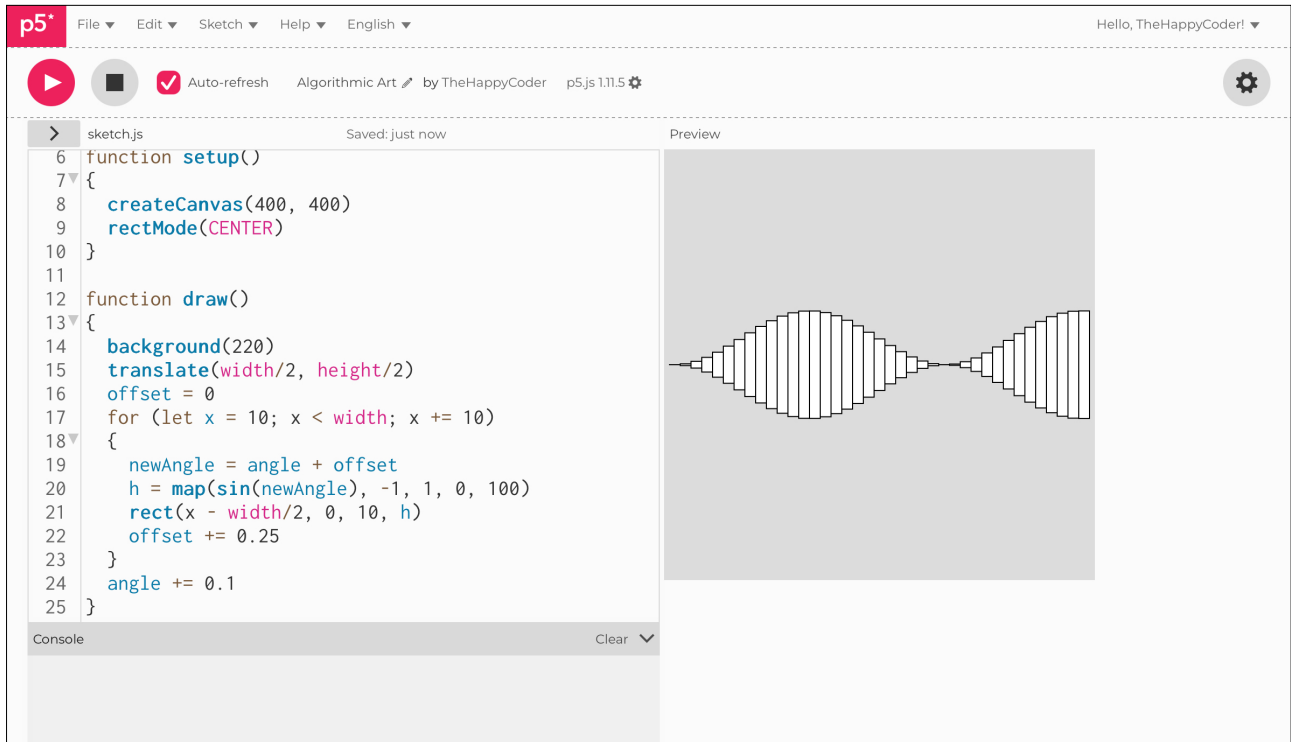 p5* File Edit Sketch Help English Hello, TheHappyCoder!
Auto-refresh Algorithmic Art by TheHappyCoder p5.js 1.11.5
sketch.js Saved: just now Preview
6 function setup()
7 {
8   createCanvas(400, 400)
9   rectMode(CENTER)
10 }
11
12 function draw()
13 {
14   background(220)
15   translate(width/2, height/2)
16   offset = 0
17   for (let x = 10; x < width; x += 10)
18   {
19     newAngle = angle + offset
20     h = map(sin(newAngle), -1, 1, 0, 100)
21     rect(x - width/2, 0, 10, h)
22     offset += 0.25
23   }
24   angle += 0.1
25 }
Console Clear